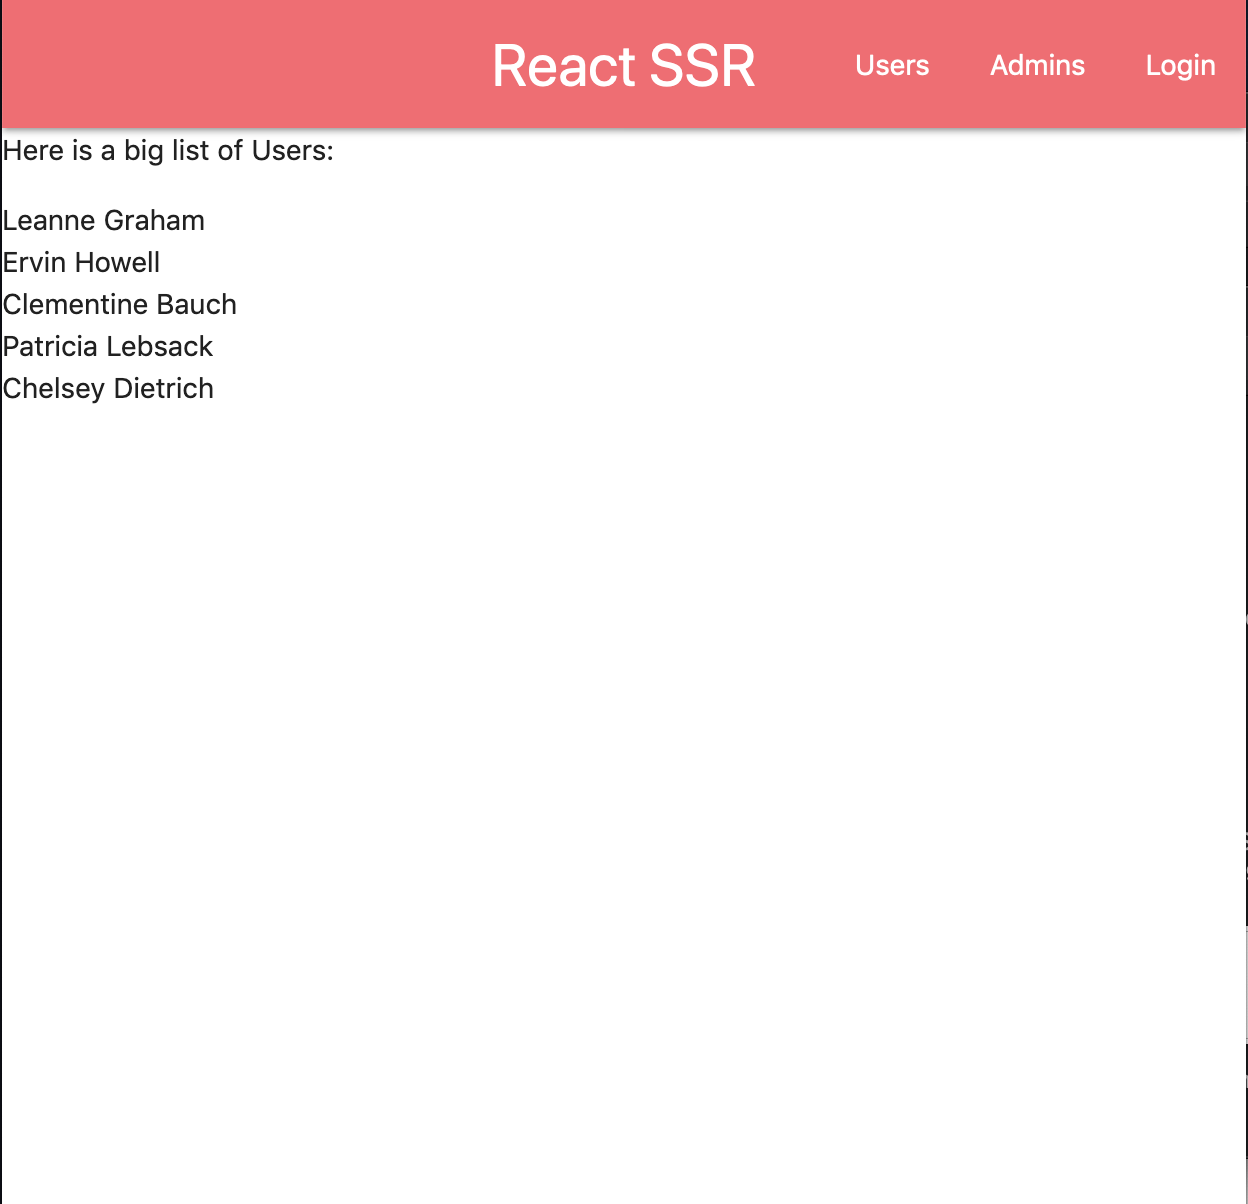 React SSR Users Admins Login
Here is a big list of Users:
Leanne Graham
Ervin Howell
Clementine Bauch
Patricia Lebsack
Chelsey Dietrich